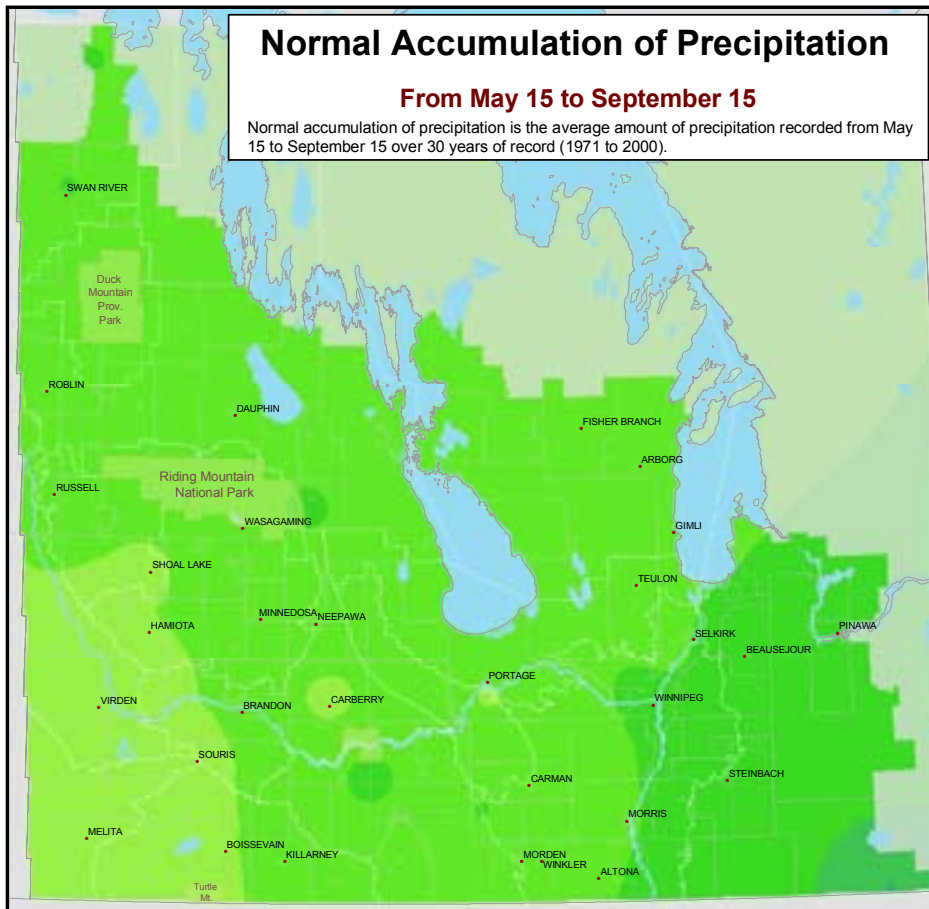 Normal Accumulation of Precipitation
From May 15 to September 15
Normal accumulation of precipitation is the average amount of precipitation recorded from May
15 to September 15 over 30 years of record (1971 to 2000).
SWAN RIVER
Duck
Mountain
Prov.
Park
ROBLIN
DAUPHIN
FISHER BRANCH
ARBORG
Riding Mountain
National Park
RUSSELL
WASAGAMING
GIMLI
SHOAL LAKE
TEULON
MINNEDOSA
NEEPAWA
HAMIOTA
SELKIRK
PINAWA
BEAUSEJOUR
PORTAGE
VIRDEN
BRANDON
CARBERRY
WINNIPEG
SOURIS
CARMAN
STEINBACH
MORRIS
MELITA
BOISSEVAIN
KILLARNEY
MORDEN
WINKLER
ALTONA
Turtle
Mt.